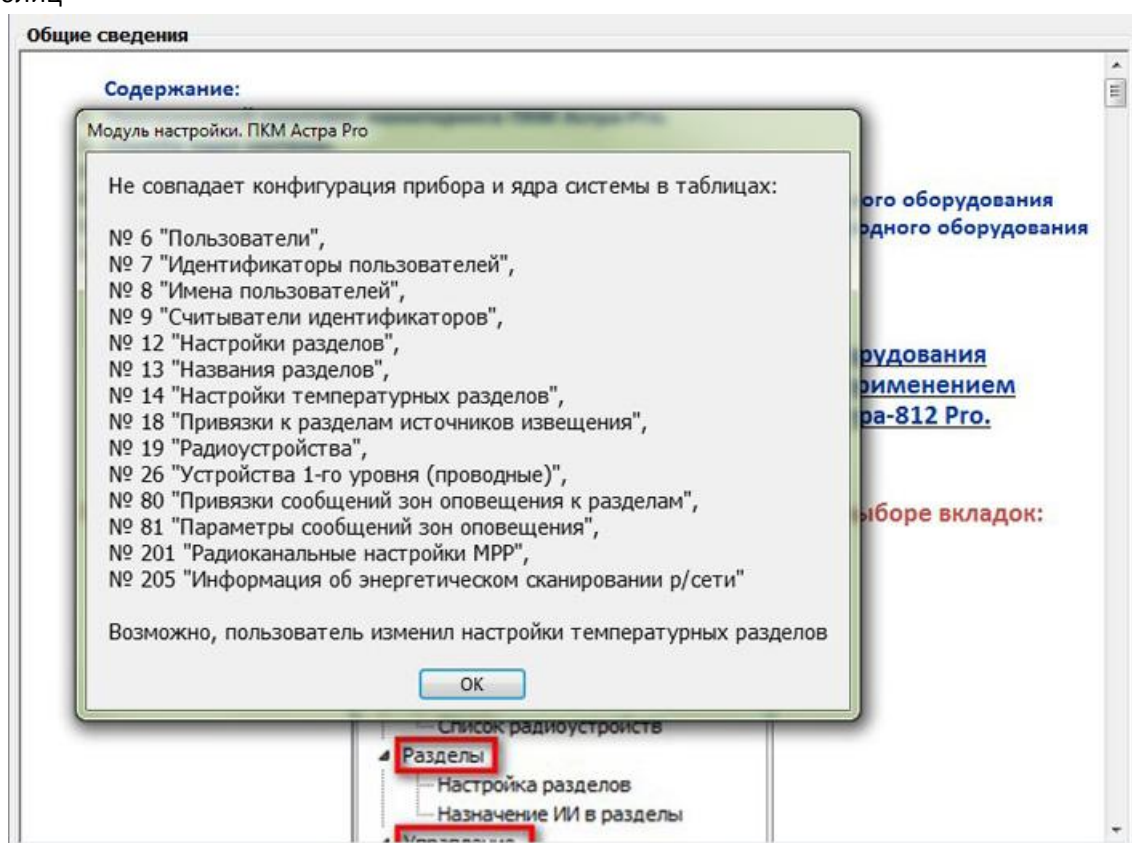 Общие сведения
Содержание:
Модуль настройки. ПКМ Астра Pro
Не совпадает конфигурация прибора и ядра системы в таблицах:
№ 6 "Пользователи",
№ 7 "Идентификаторы пользователей",
№ 8 "Имена пользователей",
№ 9 "Считыватели идентификаторов",
№ 12 "Настройки разделов",
№ 13 "Названия разделов",
№ 14 "Настройки температурных разделов",
№ 18 "Привязки к разделам источников извещения",
№ 19 "Радиоустройства",
№ 26 "Устройства 1-го уровня (проводные)",
№ 80 "Привязки сообщений зон оповещения к разделам",
№ 81 "Параметры сообщений зон оповещения",
№ 201 "Радиоканальные настройки МРР",
№ 205 "Информация об энергетическом сканировании р/сети"
Возможно, пользователь изменил настройки температурных разделов
ОК
ого оборудования
одного оборудования
рудования
рименением
ра-812 Pro.
ыборе вкладок:
Список радиоустройств
Разделы
Настройка разделов
Назначение ИИ в разделы
Управление